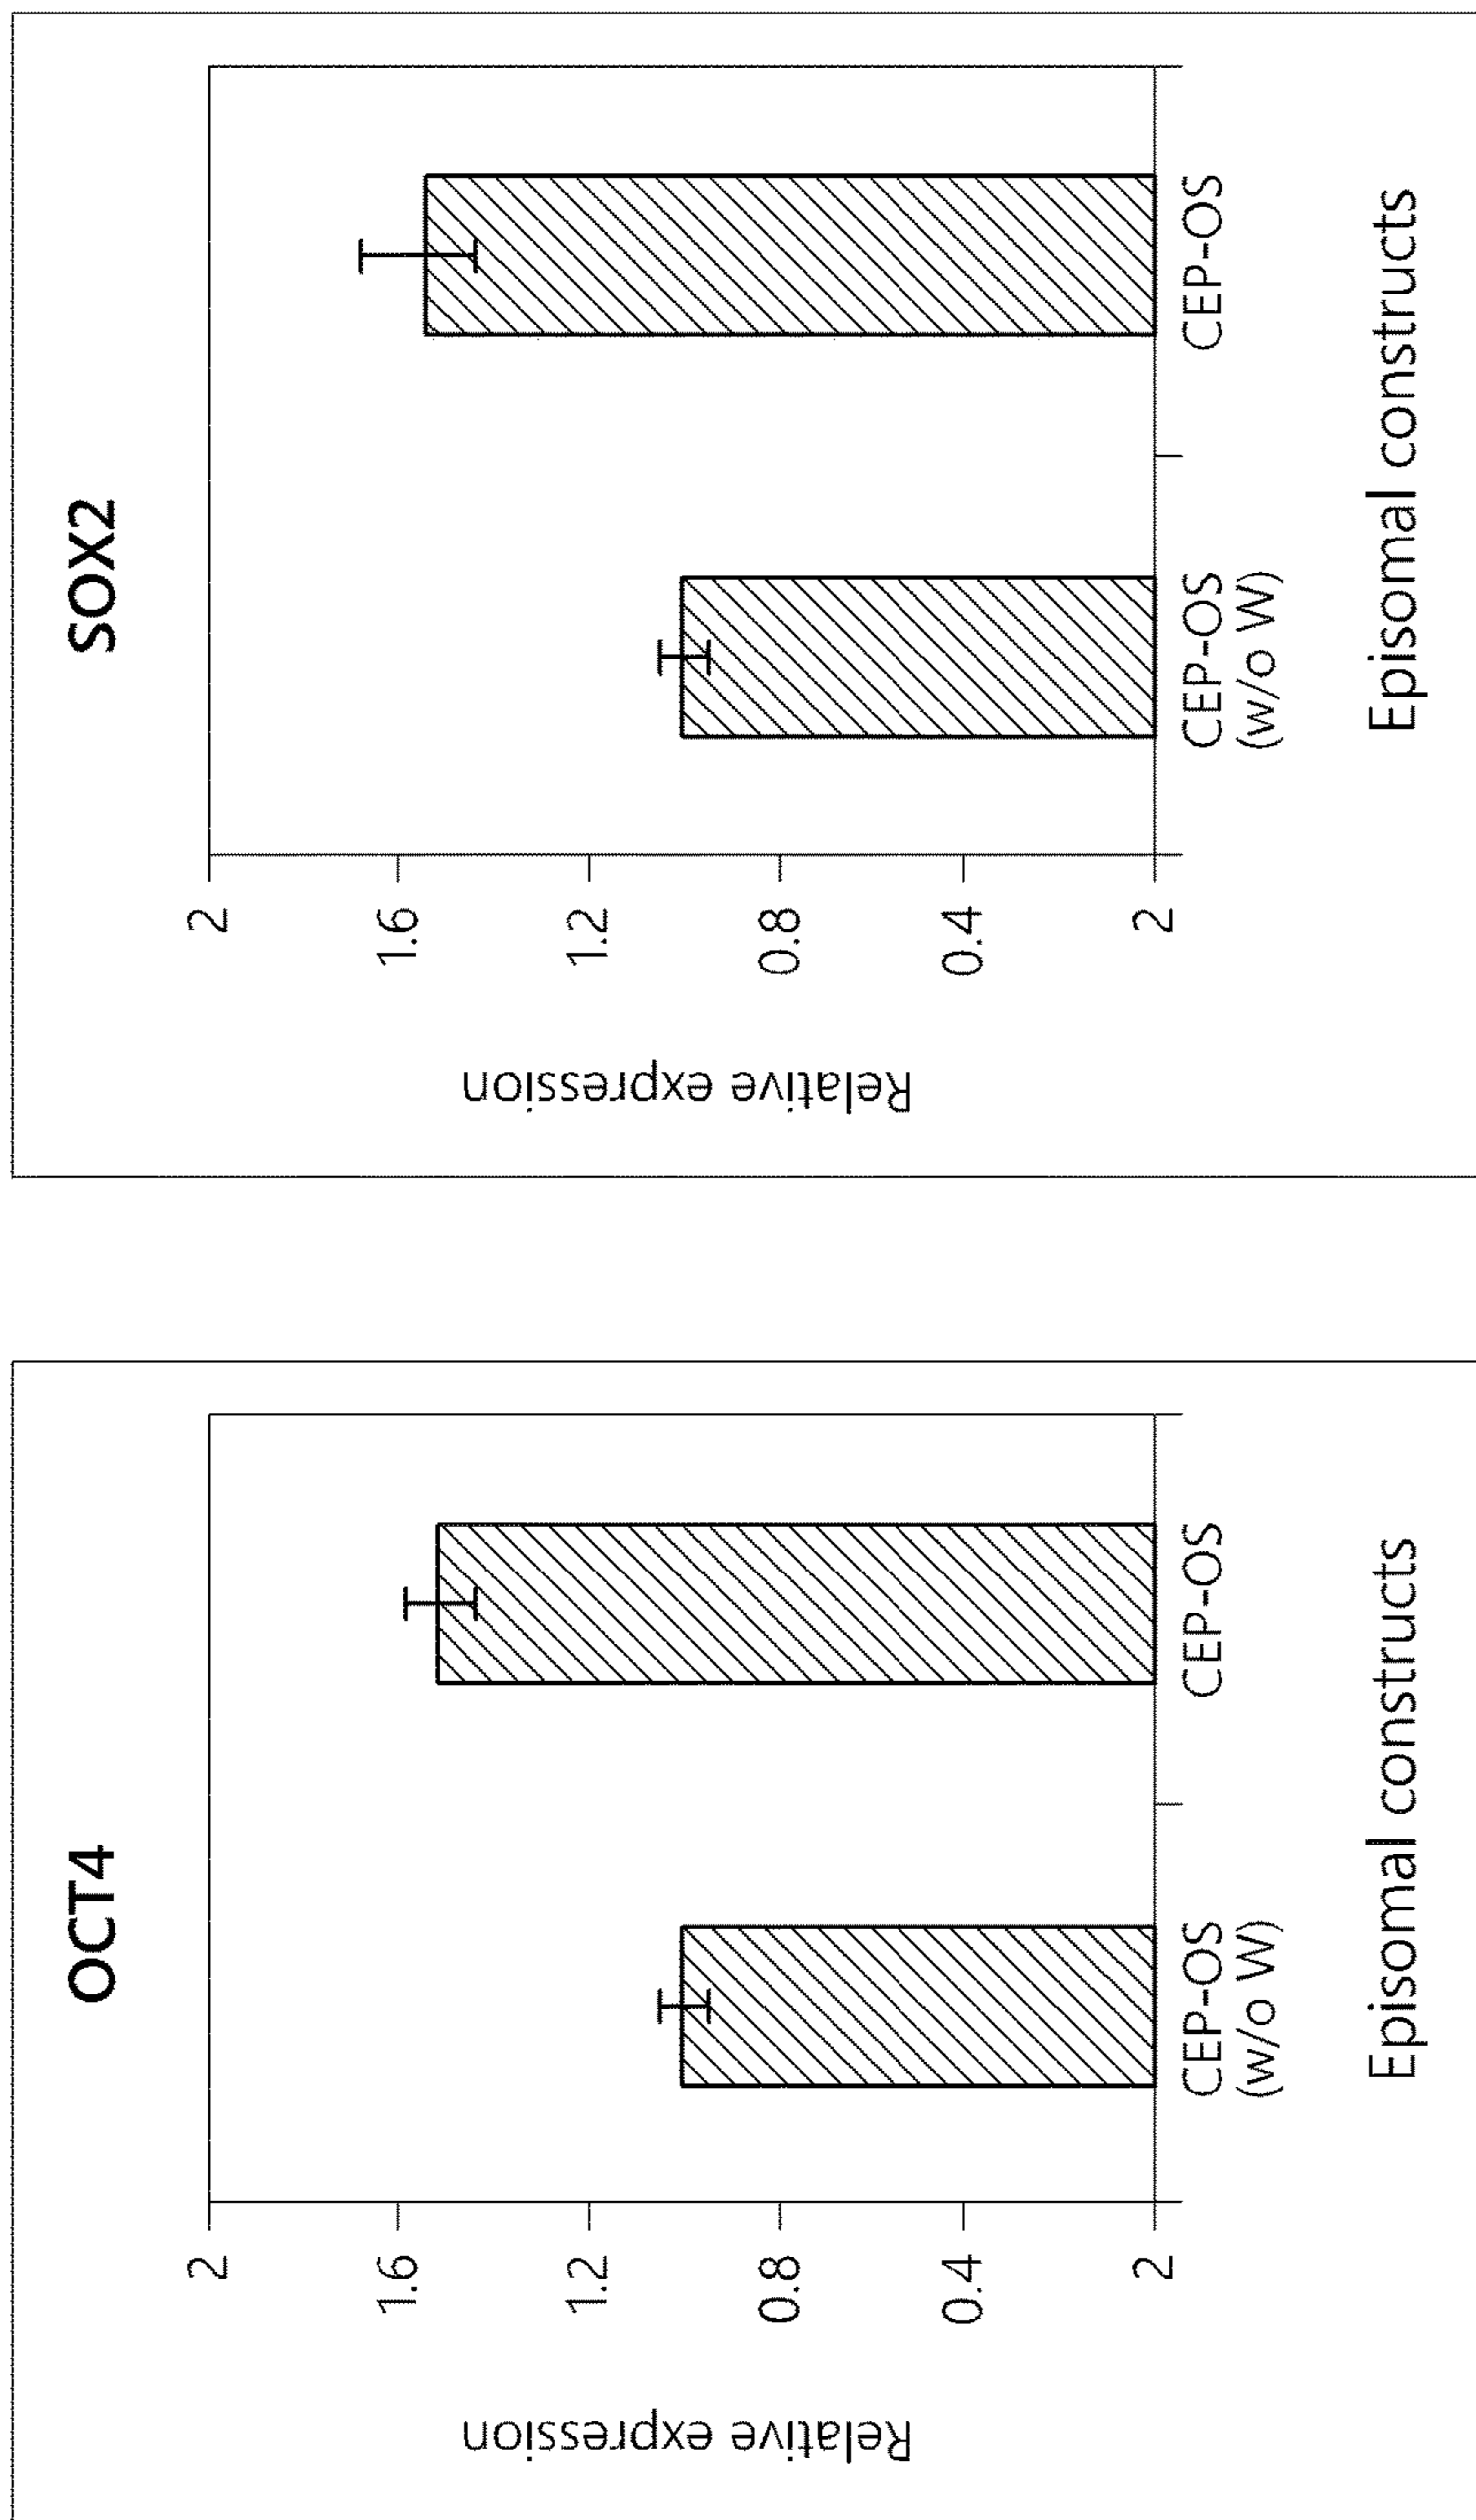 OCT4
Relative expression
2
1.6
1.2
0.8
0.4
2
CEP-OS
(w/o W)
CEP-OS
Episomal constructs
SOX2
Relative expression
2
1.6
1.2
0.8
0.4
2
CEP-OS
(w/o W)
CEP-OS
Episomal constructs